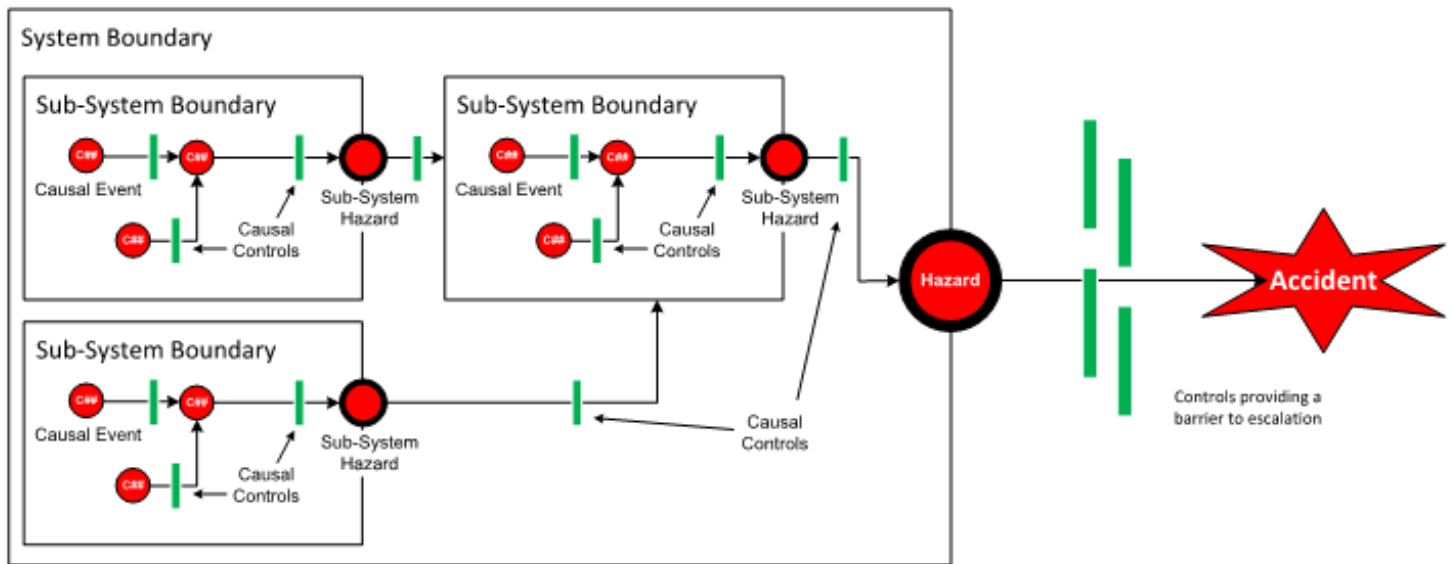 System Boundary
Sub-System Boundary
C##
C##
Causal Event
C##
Causal
Controls
Sub-System
Hazard
Sub-System Boundary
C##
C##
Causal Event
C##
Causal
Controls
Sub-System
Hazard
Sub-System Boundary
C##
C##
Causal Event
C##
Causal
Controls
Sub-System
Hazard
Causal
Controls
Hazard
Accident
Controls providing a
barrier to escalation